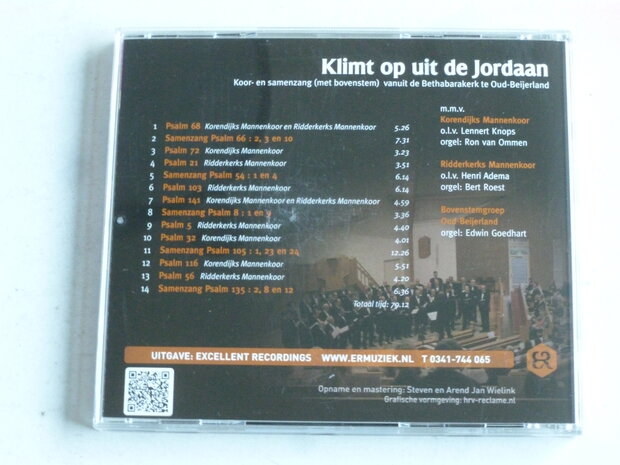 Klimt op uit de Jordaan
Koor- en samenzang (met bovenstem) vanuit de Bethabarakerk te Oud-Beijerland
1 Psalm 68 Korendijks Mannenkoor en Ridderkerks Mannenkoor 5.26
2 Samenzang Psalm 66 : 2, 3 en 10 7.31
3 Psalm 72 Korendijks Mannenkoor 3.23
4 Psalm 21 Ridderkerks Mannenkoor 3.51
5 Samenzang Psalm 54 : 1 en 4 6.14
6 Psalm 103 Ridderkerks Mannenkoor 6.14
7 Psalm 141 Korendijks Mannenkoor en Ridderkerks Mannenkoor 4.59
8 Samenzang Psalm 8 : 1 en 9 3.36
9 Psalm 5 Ridderkerks Mannenkoor 4.40
10 Psalm 32 Korendijks Mannenkoor 4.01
11 Samenzang Psalm 105 : 1, 23 en 24 12.26
12 Psalm 116 Korendijks Mannenkoor 5.51
13 Psalm 56 Ridderkerks Mannenkoor 4.20
14 Samenzang Psalm 135 : 2, 8 en 12 6.36
Totaal tijd: 79.12
m.m.v.
Korendijks Mannenkoor
o.l.v. Lennert Knops
orgel: Ron van Ommen
Ridderkerks Mannenkoor
o.l.v. Henri Adema
orgel: Bert Roest
Bovenstemgroep
Oud-Beijerland
orgel: Edwin Goedhart
UITGAVE: EXCELLENT RECORDINGS WWW.ERMUZIEK.NL T 0341-744 065
Opname en mastering: Steven en Arend Jan Wielink
Grafische vormgeving: hrv-reclame.nl